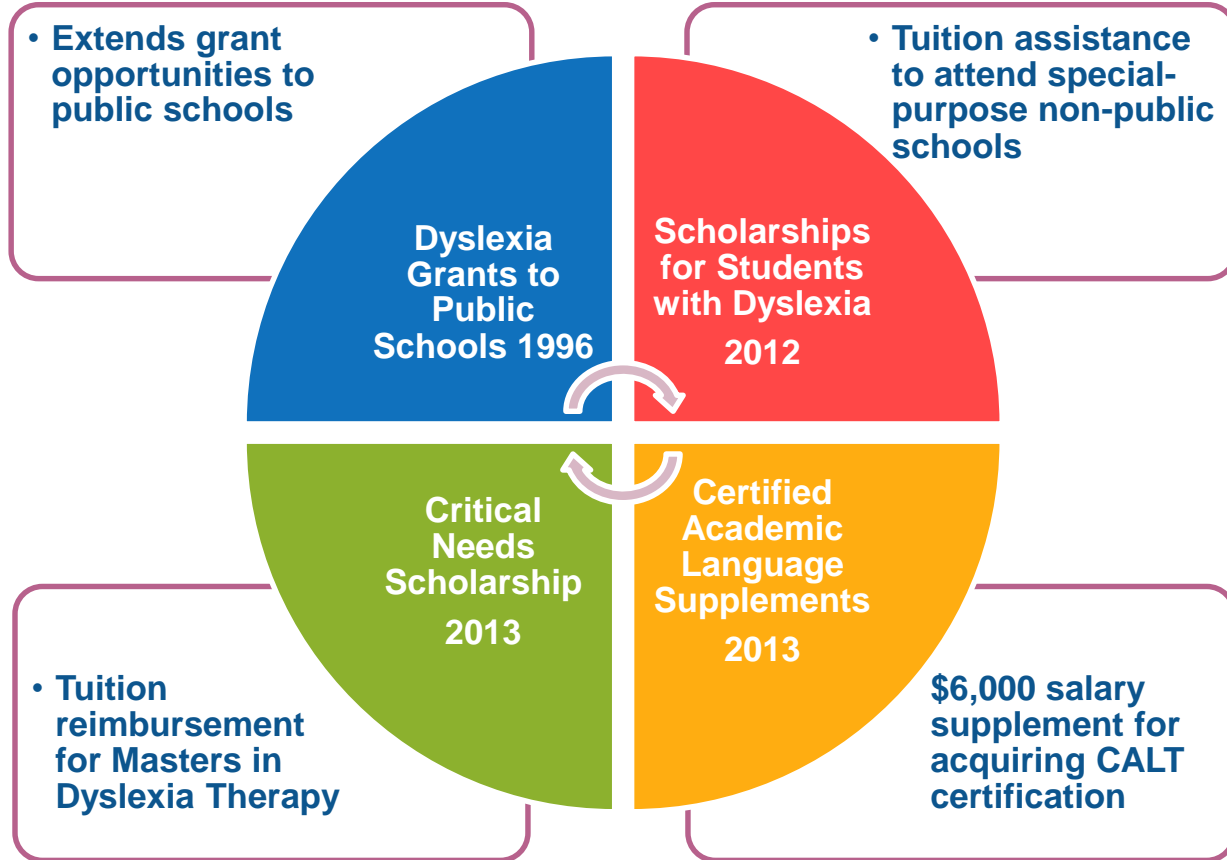 • Extends grant
opportunities to
public schools
• Tuition assistance
to attend special-
purpose non-public
schools
Dyslexia
Grants to
Public
Schools 1996
Scholarships
for Students
with Dyslexia
2012
Critical
Needs
Scholarship
2013
Certified
Academic
Language
Supplements
2013
• Tuition
reimbursement
for Masters in
Dyslexia Therapy
$6,000 salary
supplement for
acquiring CALT
certification